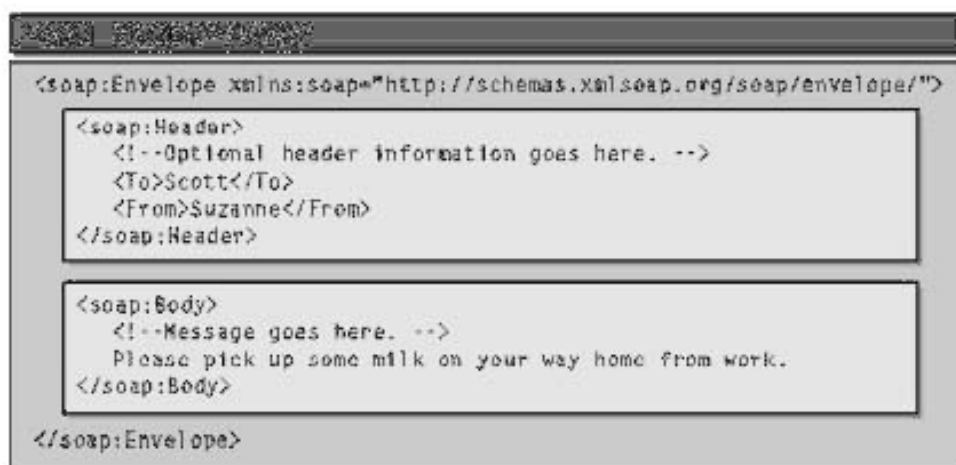 <soap:Envelope xmlns:soap="http://schemas.xmlsoap.org/soap/envelope/">
<soap:Header>
<!--Optional header information goes here. -->
<To>Scott</To>
<From>Suzanne</From>
</soap:Header>
<soap:Body>
<!--Message goes here. -->
Please pick up some milk on your way home from work.
</soap:Body>
</soap:Envelope>